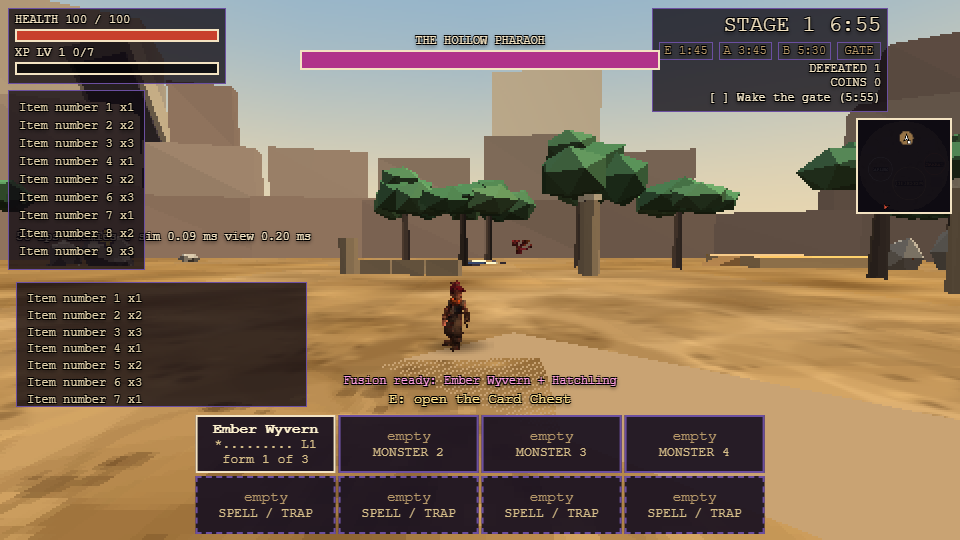 HEALTH 100 / 100
XP LV 1 0/7
THE HOLLOW PHARAOH
STAGE 1 6:55
E 1:45 A 3:45 B 5:30 GATE
DEFEATED 1
COINS 0
[ ] Wake the gate (5:55)
Item number 1 x1
Item number 2 x2
Item number 3 x3
Item number 4 x1
Item number 5 x2
Item number 6 x3
Item number 7 x1
Item number 8 x2
sim 0.09 ms view 0.20 ms
Item number 9 x3
Item number 1 x1
Item number 2 x2
Item number 3 x3
Item number 4 x1
Item number 5 x2
Item number 6 x3
Item number 7 x1
Fusion ready: Ember Wyvern + Hatchling
E: open the Card Chest
Ember Wyvern
*......... L1
form 1 of 3
empty
MONSTER 2
empty
MONSTER 3
empty
MONSTER 4
empty
SPELL / TRAP
empty
SPELL / TRAP
empty
SPELL / TRAP
empty
SPELL / TRAP